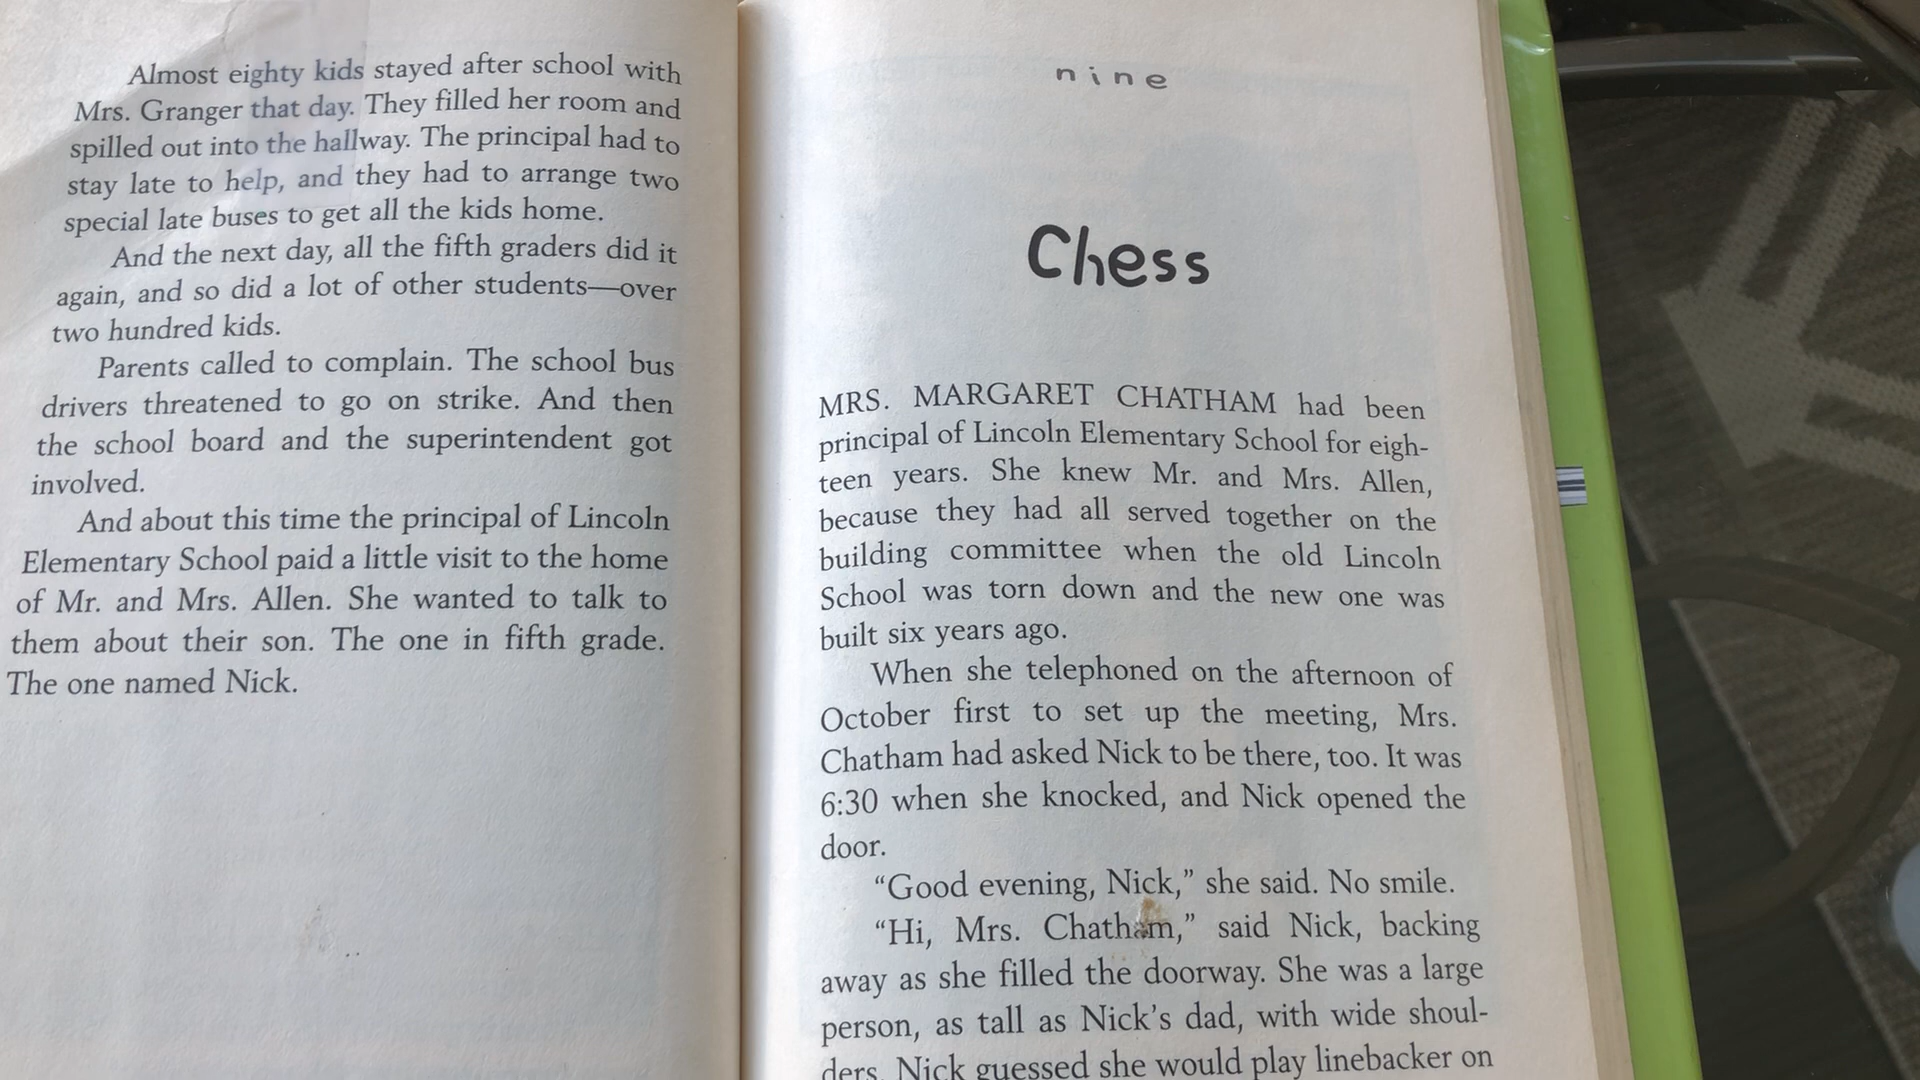 Almost eighty kids stayed after school with
Mrs. Granger that day. They filled her room and
spilled out into the hallway. The principal had to
stay late to help, and they had to arrange two
special late buses to get all the kids home.
And the next day, all the fifth graders did it
again, and so did a lot of other students—over
two hundred kids.
Parents called to complain. The school bus
drivers threatened to go on strike. And then
the school board and the superintendent got
involved.
And about this time the principal of Lincoln
Elementary School paid a little visit to the home
of Mr. and Mrs. Allen. She wanted to talk to
them about their son. The one in fifth grade.
The one named Nick.
nine
Chess
MRS. MARGARET CHATHAM had been
principal of Lincoln Elementary School for eigh-
teen years. She knew Mr. and Mrs. Allen,
because they had all served together on the
building committee when the old Lincoln
School was torn down and the new one was
built six years ago.
When she telephoned on the afternoon of
October first to set up the meeting, Mrs.
Chatham had asked Nick to be there, too. It was
6:30 when she knocked, and Nick opened the
door.
“Good evening, Nick,” she said. No smile.
“Hi, Mrs. Chatham,” said Nick, backing
away as she filled the doorway. She was a large
person, as tall as Nick’s dad, with wide shoul-
ders. Nick guessed she would play linebacker on